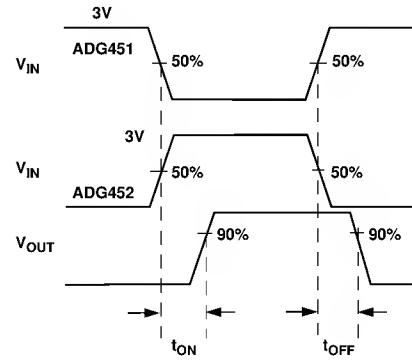 3V
ADG451
V_IN
50%
50%
3V
V_IN
50%
50%
ADG452
V_OUT
90%
90%
t_ON
t_OFF